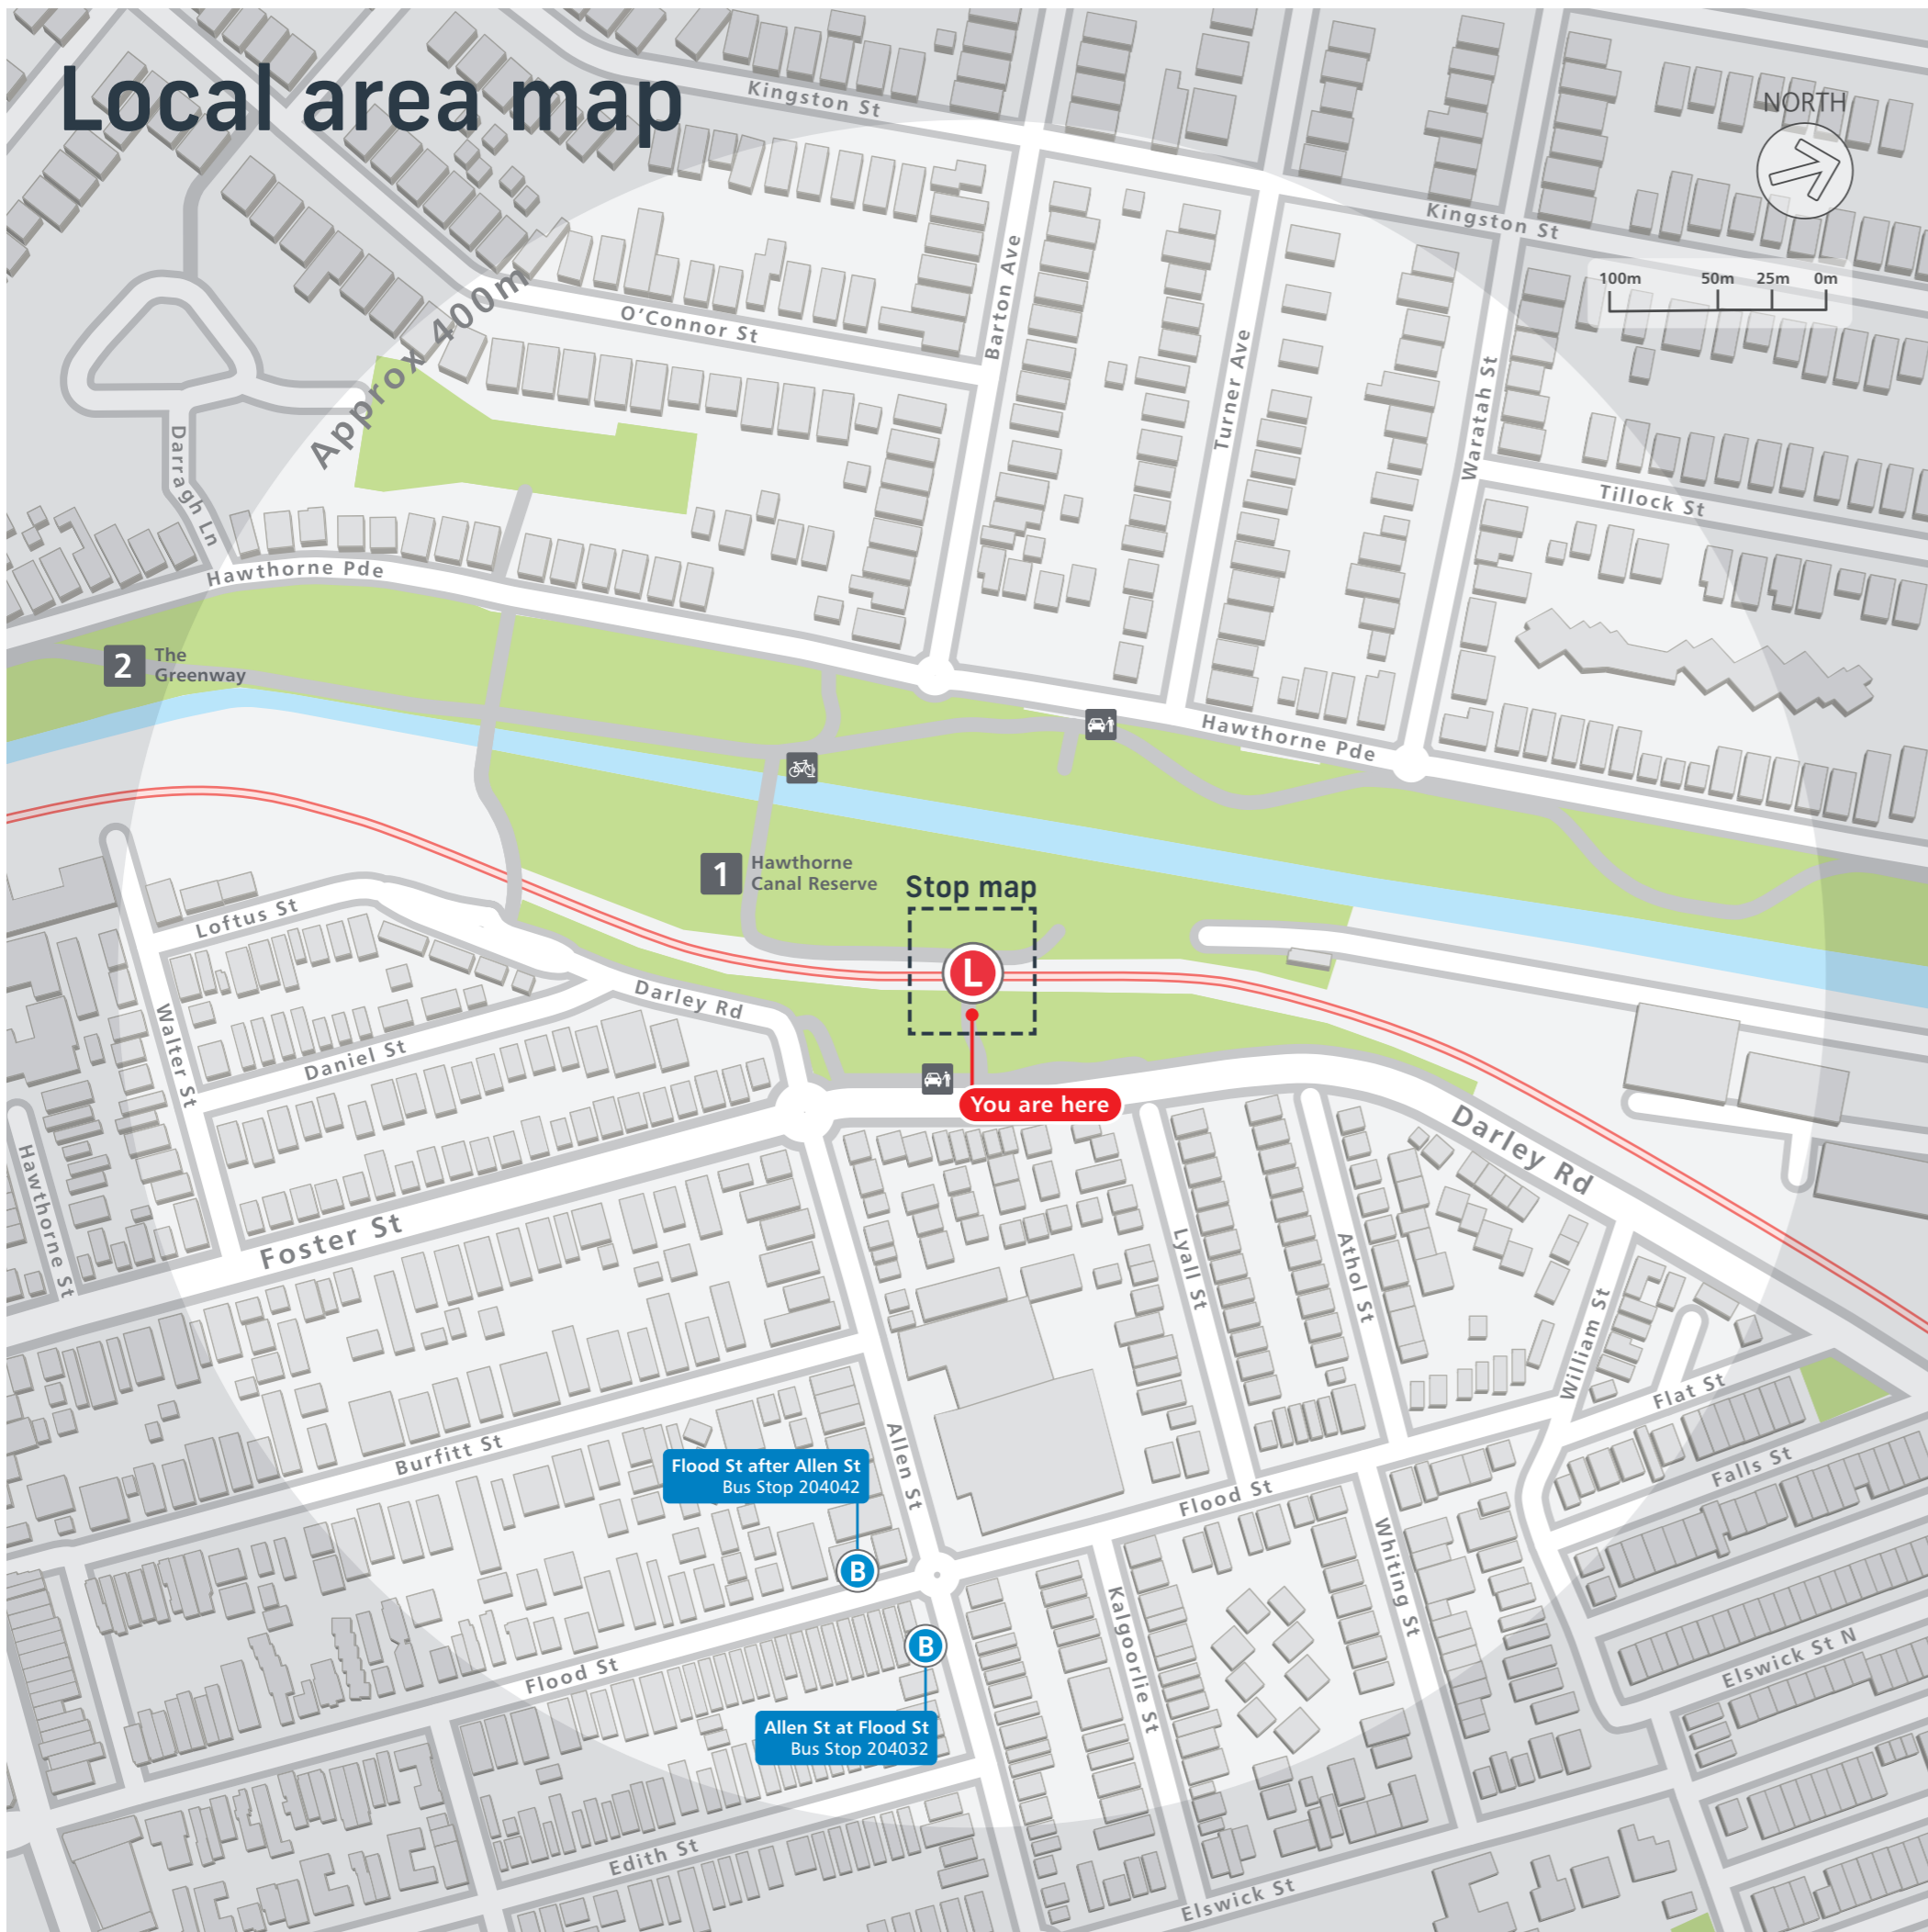 Local area map
Kingston St
NORTH
Kingston St
100m 50m 25m 0m
Approx 400m
O'Connor St
Barton Ave
Turner Ave
Waratah St
Tillock St
Darragh Ln
Hawthorne Pde
2
The
Greenway
Hawthorne Pde
1
Hawthorne
Canal Reserve
Stop map
L
Loftus St
Darley Rd
Walter St
Daniel St
You are here
Darley Rd
Hawthorne St
Foster St
Lyall St
Athol St
William St
Flat St
Falls St
Burfitt St
Allen St
Flood St after Allen St
Bus Stop 204042
Flood St
B
Whiting St
Kalgoorlie St
B
Flood St
Elswick St N
Allen St at Flood St
Bus Stop 204032
Edith St
Elswick St